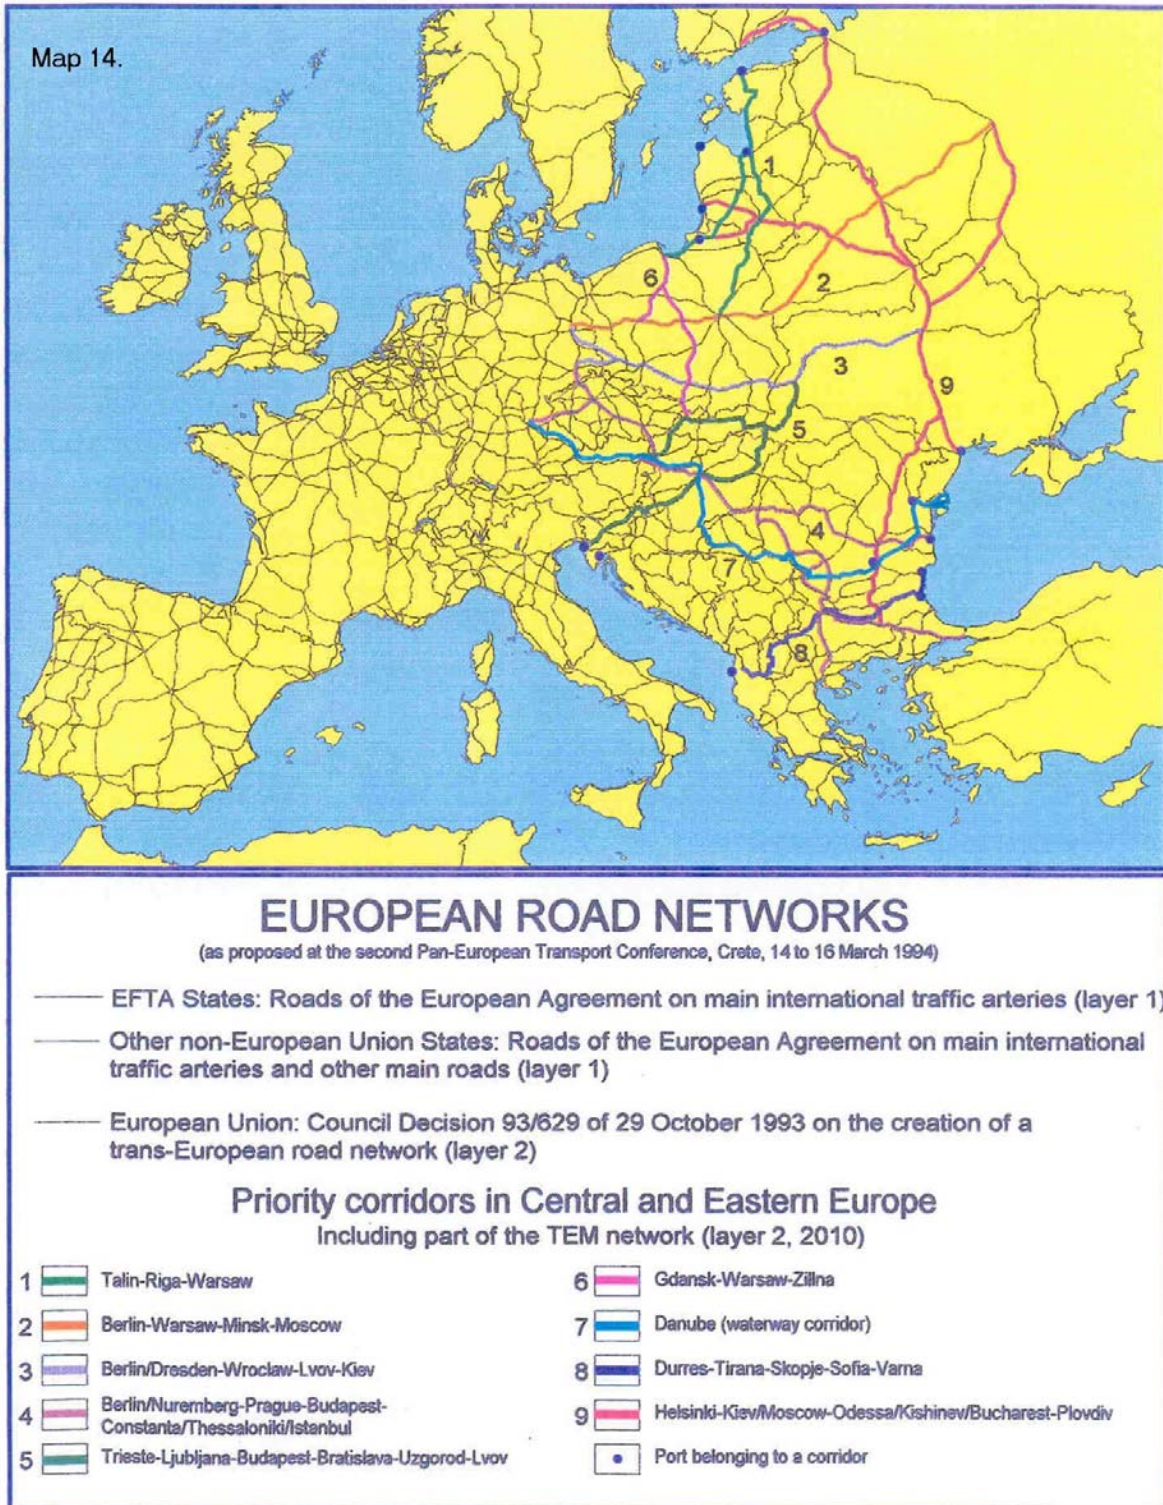 Map 14.
1
2
3
4
5
6
7
8
9
EUROPEAN ROAD NETWORKS
(as proposed at the second Pan-European Transport Conference, Crete, 14 to 16 March 1994)
EFTA States: Roads of the European Agreement on main international traffic arteries (layer 1)
Other non-European Union States: Roads of the European Agreement on main international
traffic arteries and other main roads (layer 1)
European Union: Council Decision 93/629 of 29 October 1993 on the creation of a
trans-European road network (layer 2)
Priority corridors in Central and Eastern Europe
Including part of the TEM network (layer 2, 2010)
1 Talin-Riga-Warsaw
2 Berlin-Warsaw-Minsk-Moscow
3 Berlin/Dresden-Wroclaw-Lvov-Kiev
4 Berlin/Nuremberg-Prague-Budapest-
Constanta/Thessaloniki/Istanbul
5 Trieste-Ljubljana-Budapest-Bratislava-Uzgorod-Lvov
6 Gdansk-Warsaw-Zilina
7 Danube (waterway corridor)
8 Durres-Tirana-Skopje-Sofia-Varna
9 Helsinki-Kiev/Moscow-Odessa/Kishinev/Bucharest-Plovdiv
Port belonging to a corridor